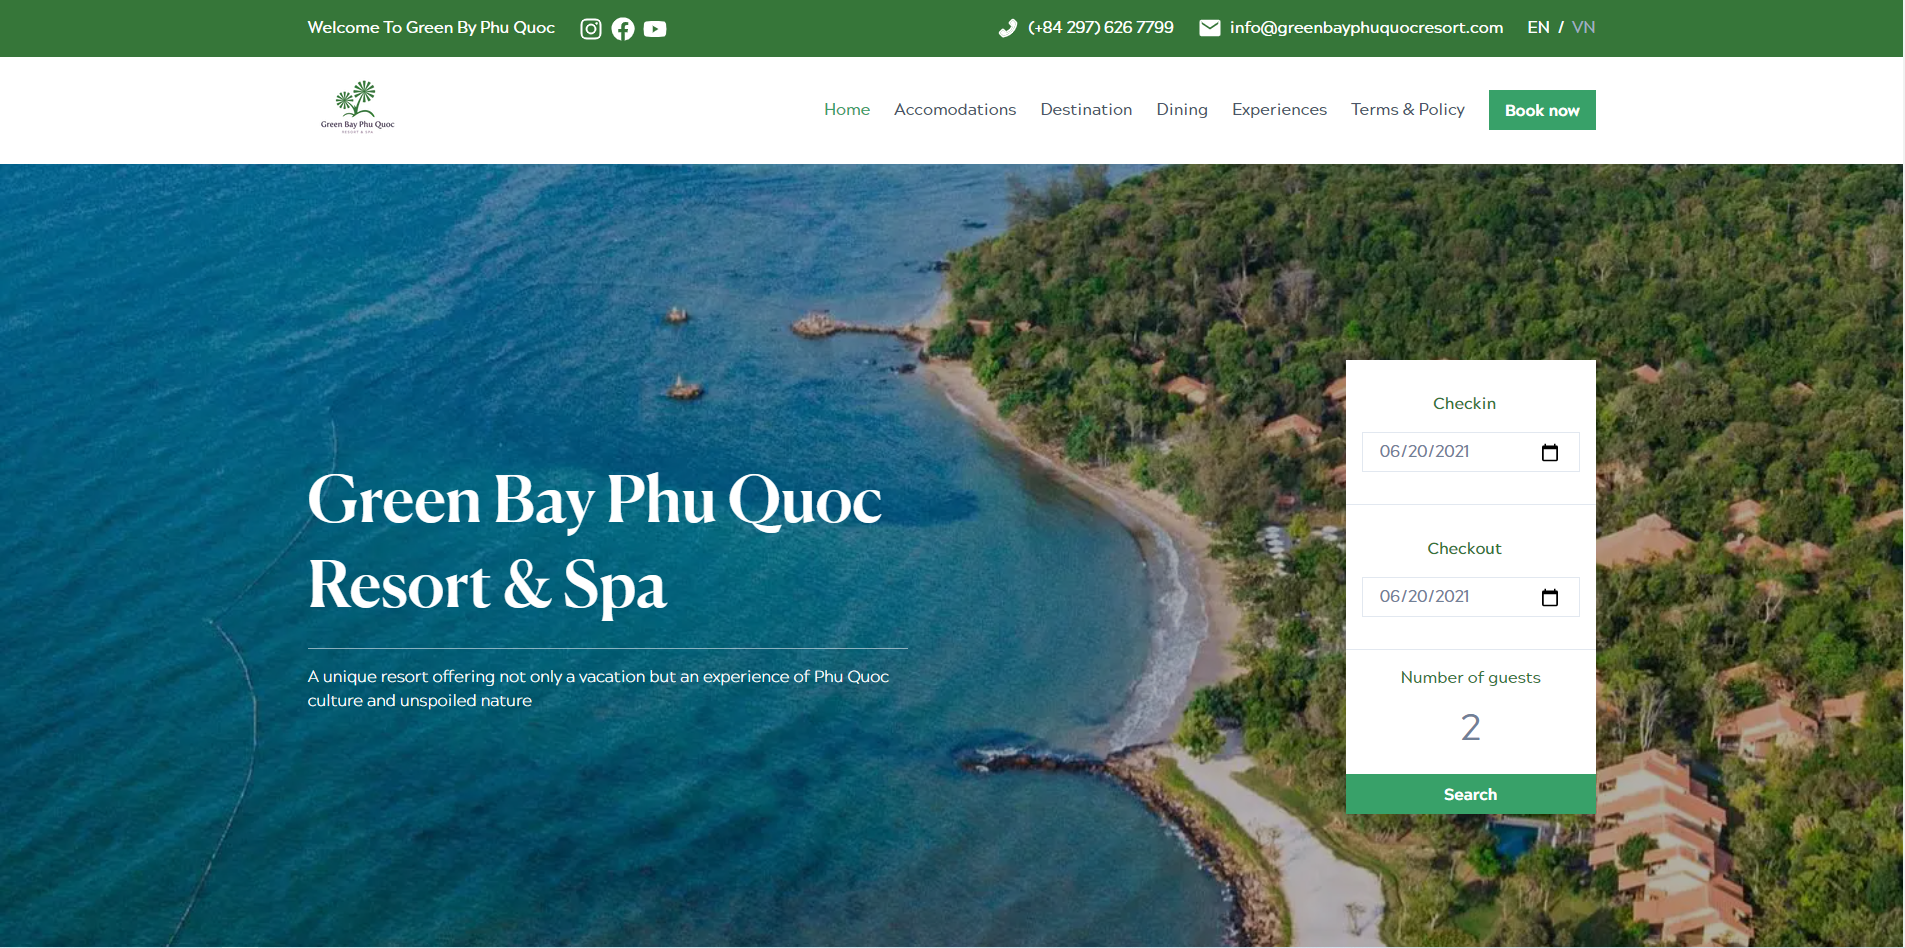 Welcome To Green By Phu Quoc
(+84 297) 626 7799
info@greenbayphuquocresort.com
EN / VN
Green Bay Phu Quoc
RESORT & SPA
Home Accomodations Destination Dining Experiences Terms & Policy Book now
Green Bay Phu Quoc
Resort & Spa
A unique resort offering not only a vacation but an experience of Phu Quoc
culture and unspoiled nature
Checkin
06/20/2021
Checkout
06/20/2021
Number of guests
2
Search